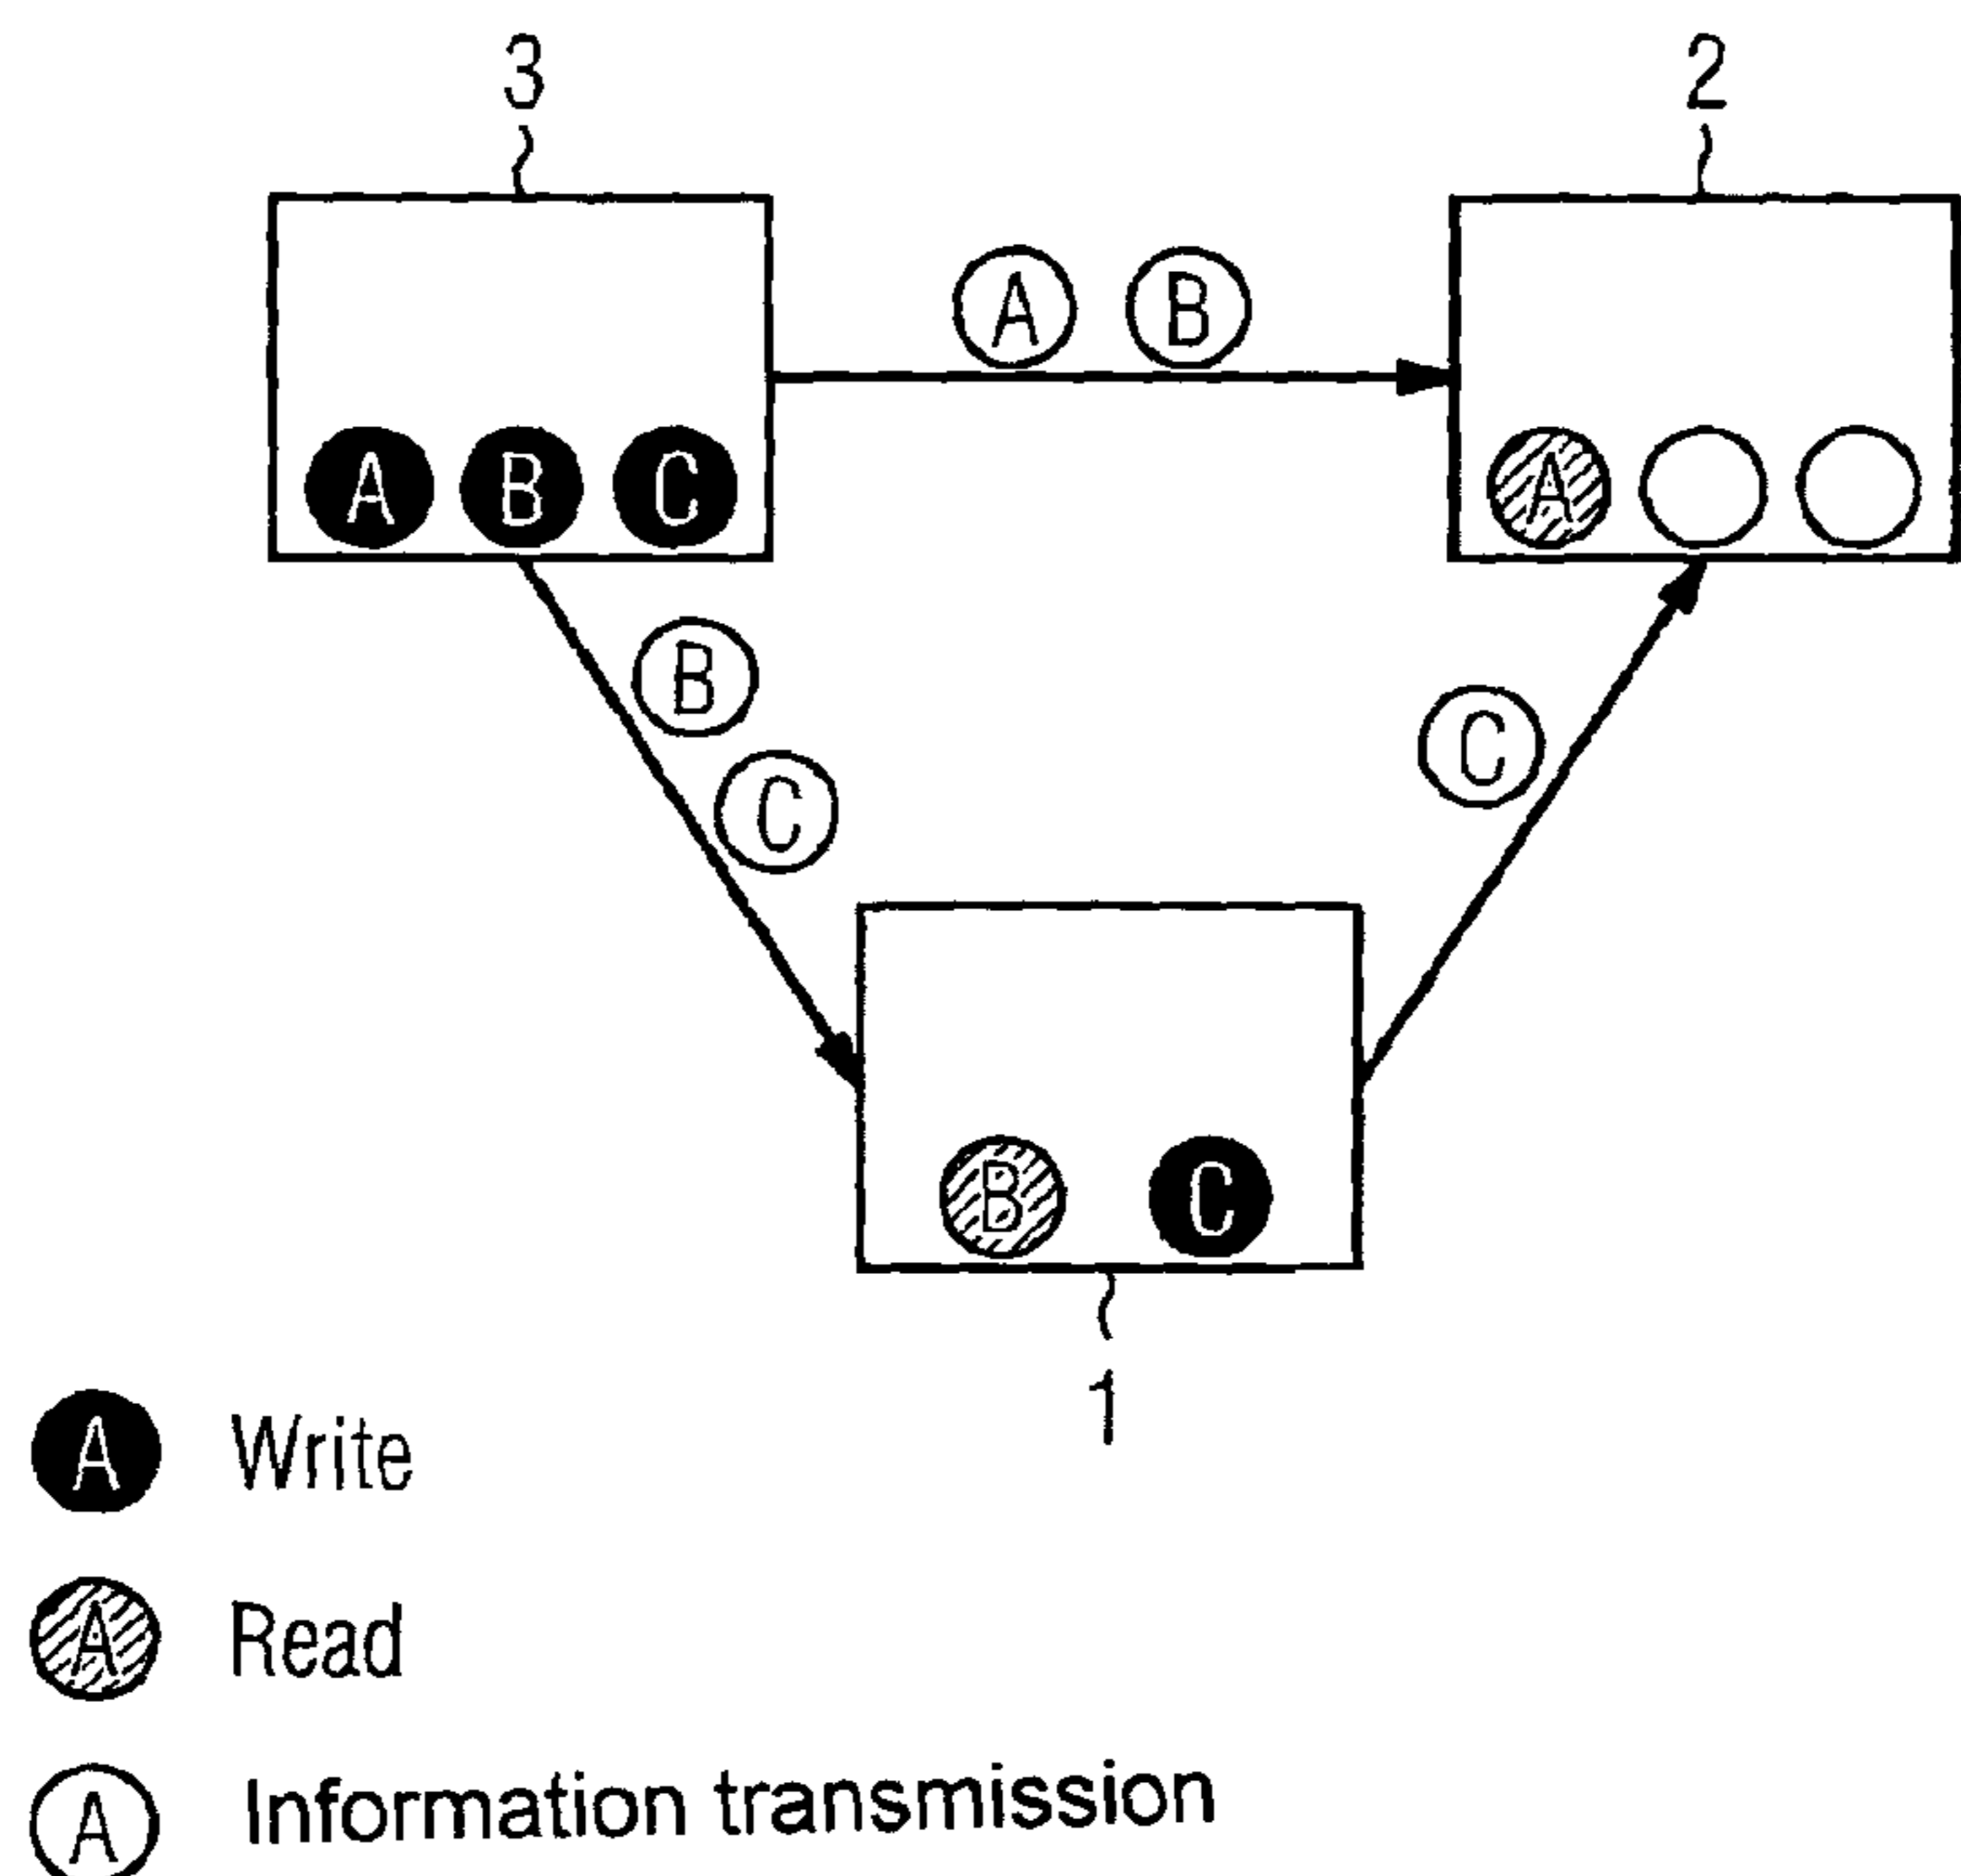 3
2
A B
A B C
A
B
C
C
B C
1
A Write
A Read
A Information transmission